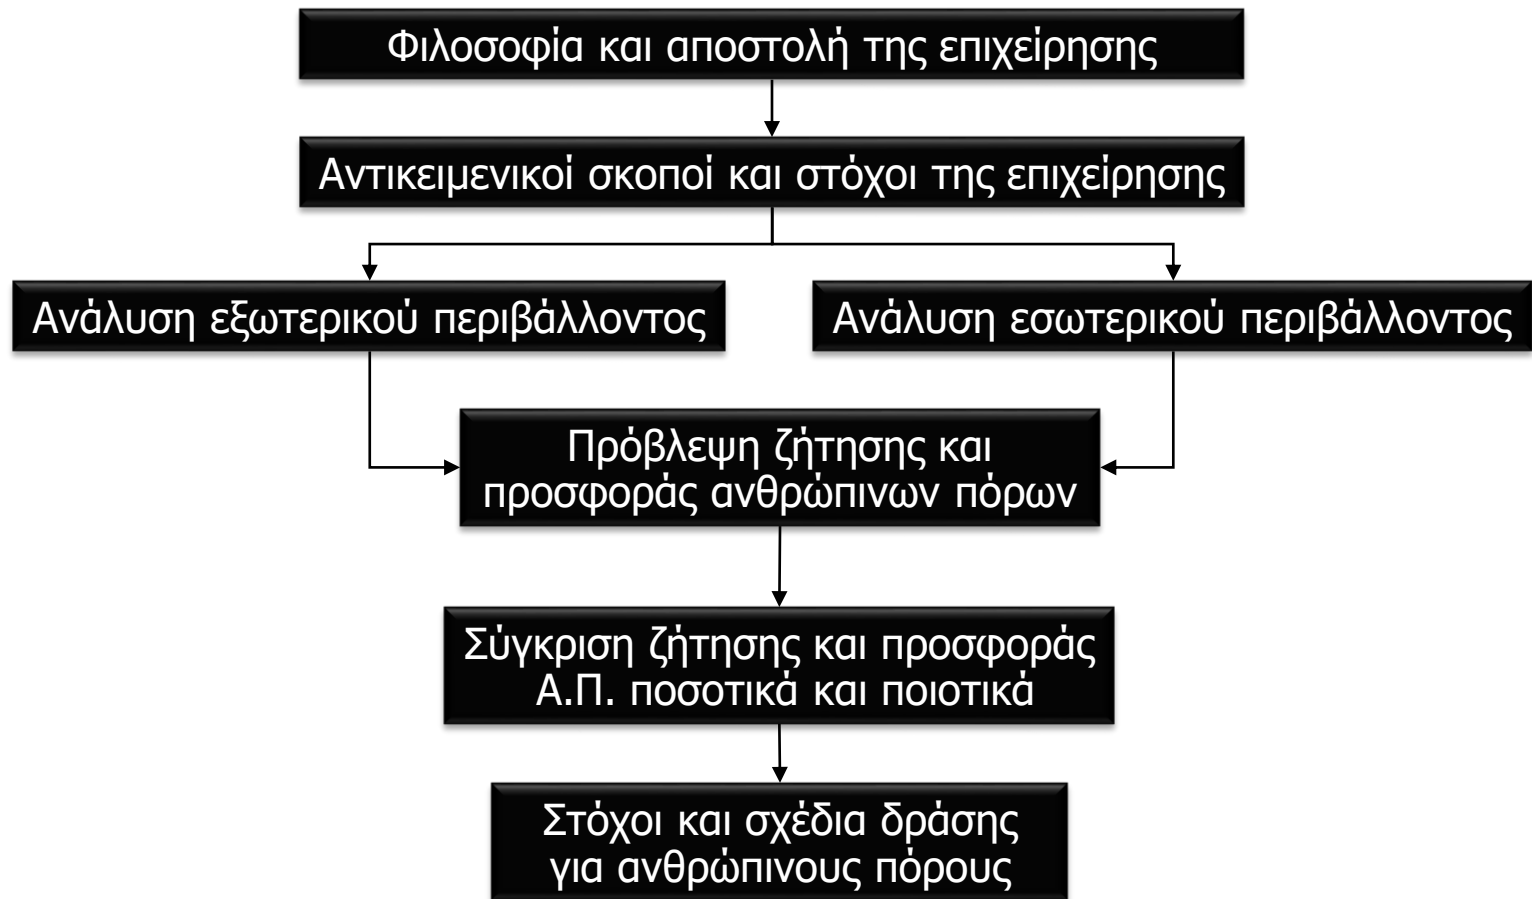 Φιλοσοφία και αποστολή της επιχείρησης
Αντικειμενικοί σκοποί και στόχοι της επιχείρησης
Ανάλυση εξωτερικού περιβάλλοντος
Ανάλυση εσωτερικού περιβάλλοντος
Πρόβλεψη ζήτησης και
προσφοράς ανθρώπινων πόρων
Σύγκριση ζήτησης και προσφοράς
Α.Π. ποσοτικά και ποιοτικά
Στόχοι και σχέδια δράσης
για ανθρώπινους πόρους